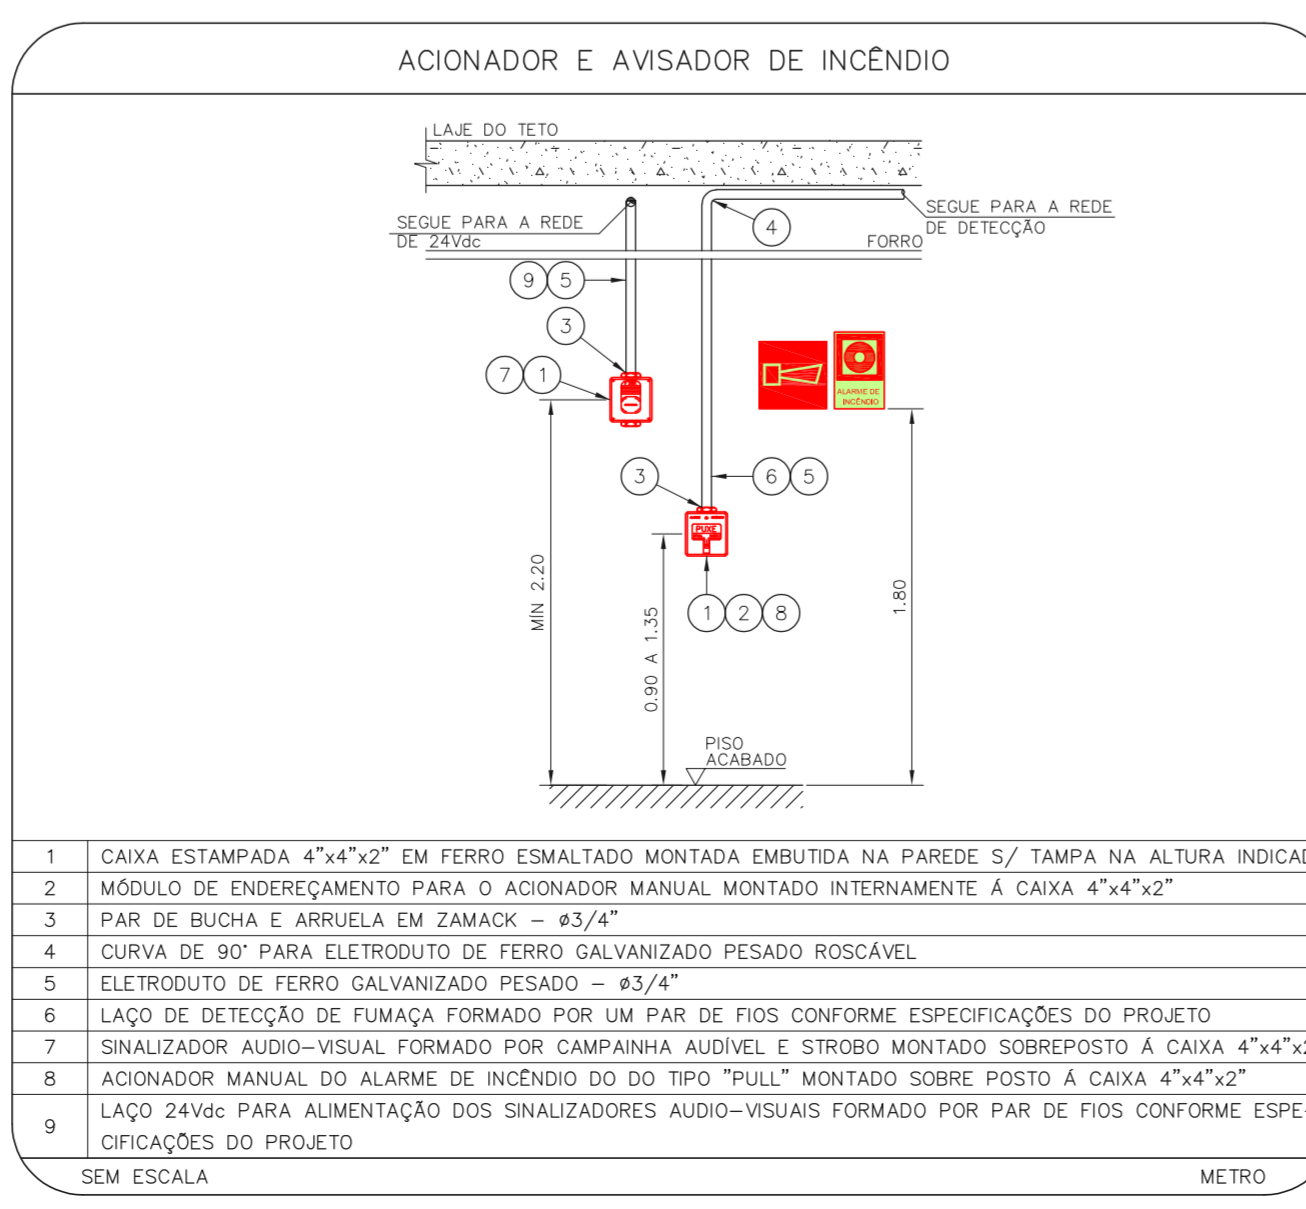 ACIONADOR E AVISADOR DE INCÊNDIO
LAJE DO TETO
SEGUE PARA A REDE
DE 24Vdc
SEGUE PARA A REDE
DE DETECÇÃO
4
FORRO
9 5
3
7 1
ALARME DE
INCÊNDIO
3
6 5
PUXE
MÍN 2.20
0.90 A 1.35
1 2 8
1.80
PISO
ACABADO
1 CAIXA ESTAMPADA 4"x4"x2" EM FERRO ESMALTADO MONTADA EMBUTIDA NA PAREDE S/ TAMPA NA ALTURA
2 MÓDULO DE ENDEREÇAMENTO PARA O ACIONADOR MANUAL MONTADO INTERNAMENTE Á CAIXA 4"x4"x2"
3 PAR DE BUCHA E ARRUELA EM ZAMACK – ø3/4"
4 CURVA DE 90° PARA ELETRODUTO DE FERRO GALVANIZADO PESADO ROSCÁVEL
5 ELETRODUTO DE FERRO GALVANIZADO PESADO – ø3/4"
6 LAÇO DE DETECÇÃO DE FUMAÇA FORMADO POR UM PAR DE FIOS CONFORME ESPECIFICAÇÕES DO PROJETO
7 SINALIZADOR AUDIO–VISUAL FORMADO POR CAMPAINHA AUDÍVEL E STROBO MONTADO SOBREPOSTO Á CAIXA
8 ACIONADOR MANUAL DO ALARME DE INCÊNDIO DO DO TIPO "PULL" MONTADO SOBRE POSTO Á CAIXA 4"x4"x2"
9 LAÇO 24Vdc PARA ALIMENTAÇÃO DOS SINALIZADORES AUDIO–VISUAIS FORMADO POR PAR DE FIOS CONFORME ESPE-
CIFICAÇÕES DO PROJETO
SEM ESCALA
METRO